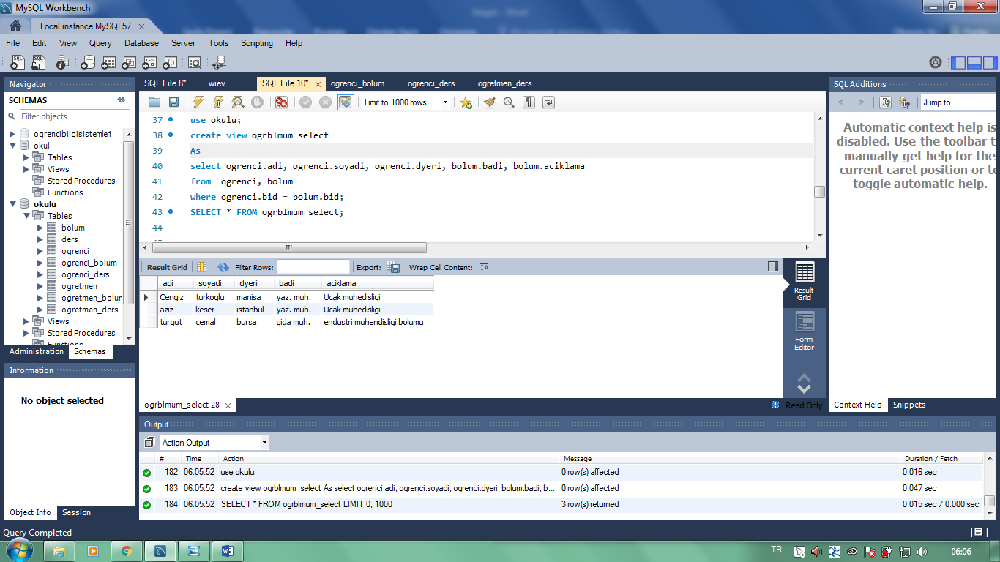 MySQL Workbench
Local instance MySQL57
File Edit View Query Database Server Tools Scripting Help
Navigator
SCHEMAS
Filter objects
ogrencibilgisistemleri
okul
Tables
Views
Stored Procedures
Functions
okulu
Tables
bolum
ders
ogrenci
ogrenci_bolum
ogrenci_ders
ogretmen
ogretmen_bolun
ogretmen_ders
Views
Stored Procedures
Administration Schemas
Information
No object selected
Object Info Session
SQL File 8* wiev SQL File 10* ogrenci_bolum ogrenci_ders ogretmen_ders
Limit to 1000 rows
37 use okulu;
38 create view ogrblmum_select
39 As
40 select ogrenci.adi, ogrenci.soyadi, ogrenci.dyeri, bolum.badi, bolum.aciklama
41 from ogrenci, bolum
42 where ogrenci.bid = bolum.bid;
43 SELECT * FROM ogrblmum_select;
44
Result Grid Filter Rows: Export: Wrap Cell Content:
adi soyadi dyeri badi aciklama
Cengiz turkoglu manisa yaz. muh. Ucak muhedisligi
aziz keser istanbul yaz. muh. Ucak muhedisligi
turgut cemal bursa gida muh. endustri muhendisligi bolumu
Result
Grid
Form
Editor
ogrblmum_select 28
Read Only
SQL Additions
Jump to
Automatic context help is
disabled. Use the toolbar t
manually get help for the
current caret position or to
toggle automatic help.
Context Help Snippets
Output
Action Output
# Time Action Message Duration / Fetch
182 06:05:52 use okulu 0 row(s) affected 0.016 sec
183 06:05:52 create view ogrblmum_select As select ogrenci.adi, ogrenci.soyadi, ogrenci.dyeri, bolum.badi, b... 0 row(s) affected 0.047 sec
184 06:05:52 SELECT * FROM ogrblmum_select LIMIT 0, 1000 3 row(s) returned 0.015 sec / 0.000 sec
Query Completed
TR 06:06